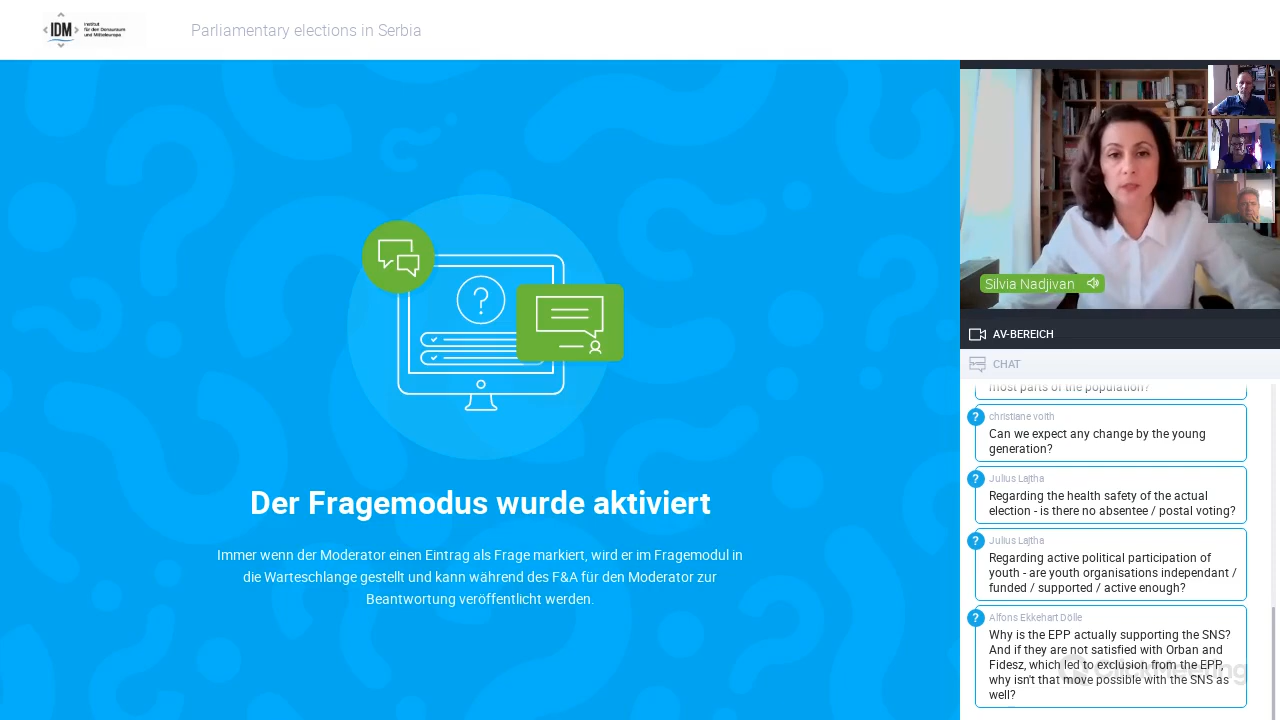 IDM
Institut
für den Donauraum
und Mitteleuropa
Parliamentary elections in Serbia
Der Fragemodus wurde aktiviert
Immer wenn der Moderator einen Eintrag als Frage markiert, wird er im Fragemodul in
die Warteschlange gestellt und kann während des F&A für den Moderator zur
Beantwortung veröffentlicht werden.
Silvia Nadjivan
AV-BEREICH
CHAT
most parts of the population?
christiane voith
Can we expect any change by the young
generation?
Julius Lajtha
Regarding the health safety of the actual
election - is there no absentee / postal voting?
Julius Lajtha
Regarding active political participation of
youth - are youth organisations independant /
funded / supported / active enough?
Alfons Ekkehart Dölle
Why is the EPP actually supporting the SNS?
And if they are not satisfied with Orban and
Fidesz, which led to exclusion from the EPP,
why isn't that move possible with the SNS as
well?
ClickMeeting